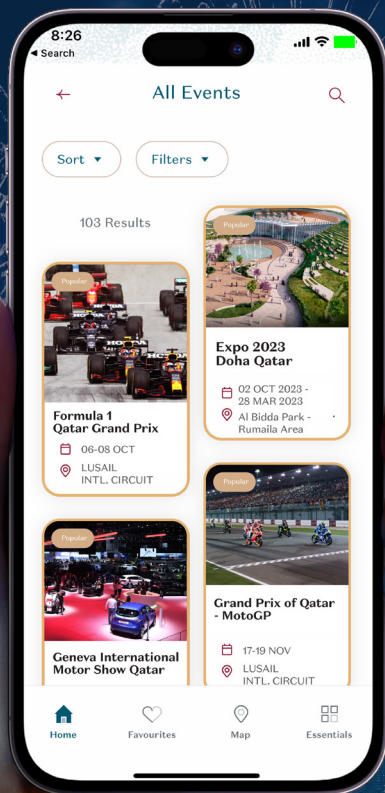 8:26
Search
All Events
Sort
Filters
103 Results
Popular
Formula 1
Qatar Grand Prix
06-08 OCT
LUSAIL
INTL. CIRCUIT
Popular
Expo 2023
Doha Qatar
02 OCT 2023 -
28 MAR 2023
Al Bidda Park -
Rumaila Area
Popular
Geneva International
Motor Show Qatar
Popular
Grand Prix of Qatar
- MotoGP
17-19 NOV
LUSAIL
INTL. CIRCUIT
Home
Favourites
Map
Essentials
HONDA